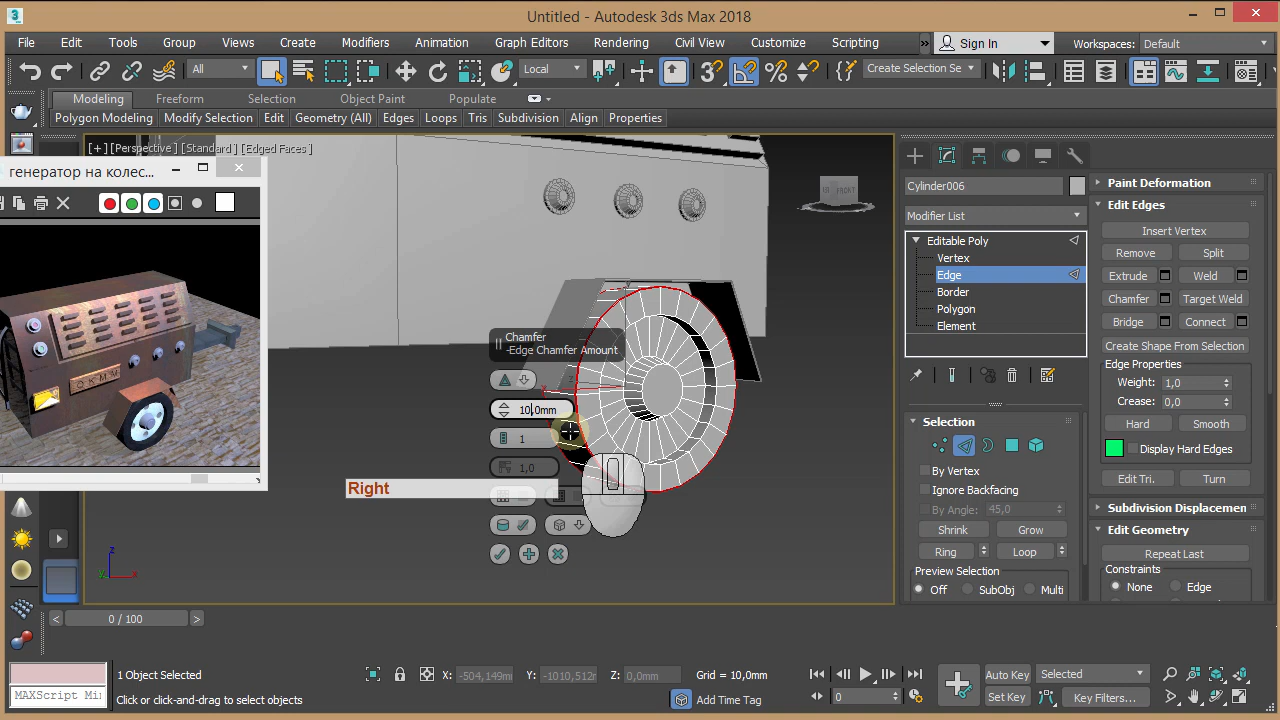 Untitled - Autodesk 3ds Max 2018
File Edit Tools Group Views Create Modifiers Animation Graph Editors Rendering Civil View Customize Scripting » Sign In Workspaces: Default
All Local Create Selection Se
Modeling Freeform Selection Object Paint Populate
Polygon Modeling Modify Selection Edit Geometry (All) Edges Loops Tris Subdivision Align Properties
[+] [Perspective] [Standard] [Edged Faces]
генератор на колес...
FRONT
ОКММ
Chamfer
-Edge Chamfer Amount
10,0mm
1
1,0
Right
z
x
y
Cylinder006
Modifier List
Editable Poly
Vertex
Edge
Border
Polygon
Element
Selection
By Vertex
Ignore Backfacing
By Angle: 45,0
Shrink Grow
Ring Loop
Preview Selection
Off SubObj Multi
Paint Deformation
Edit Edges
Insert Vertex
Remove Split
Extrude Weld
Chamfer Target Weld
Bridge Connect
Create Shape From Selection
Edge Properties
Weight: 1,0
Crease: 0,0
Hard Smooth
Display Hard Edges
Edit Tri. Turn
Subdivision Displacemen
Edit Geometry
Repeat Last
Constraints
None Edge
< 0 / 100 >
1 Object Selected
X: -504,149m Y: -1010,512m Z: 0,0mm Grid = 10,0mm
MAXScript Mi
Click or click-and-drag to select objects
Add Time Tag
0
Auto Key Selected
Set Key Key Filters...